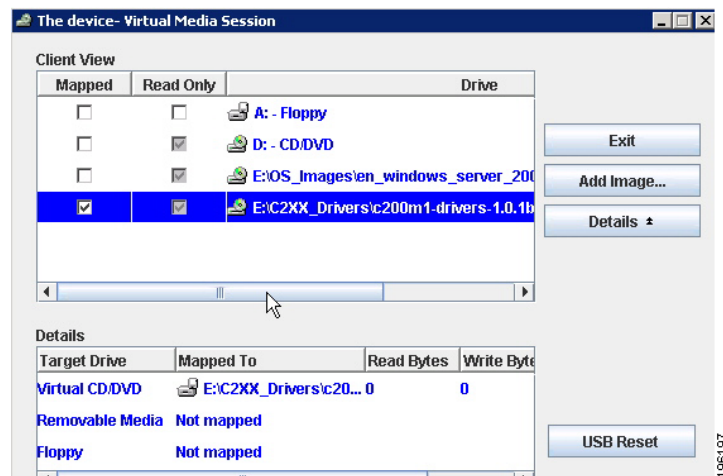 The device- Virtual Media Session
Client View
Mapped Read Only Drive
A: - Floppy
D: - CD/DVD
E:\OS_Images\en_windows_server_200
E:\C2XX_Drivers\c200m1-drivers-1.0.1b
Exit
Add Image...
Details
Details
Target Drive Mapped To Read Bytes Write Byte
Virtual CD/DVD E:\C2XX_Drivers\c20... 0 0
Removable Media Not mapped
Floppy Not mapped
USB Reset